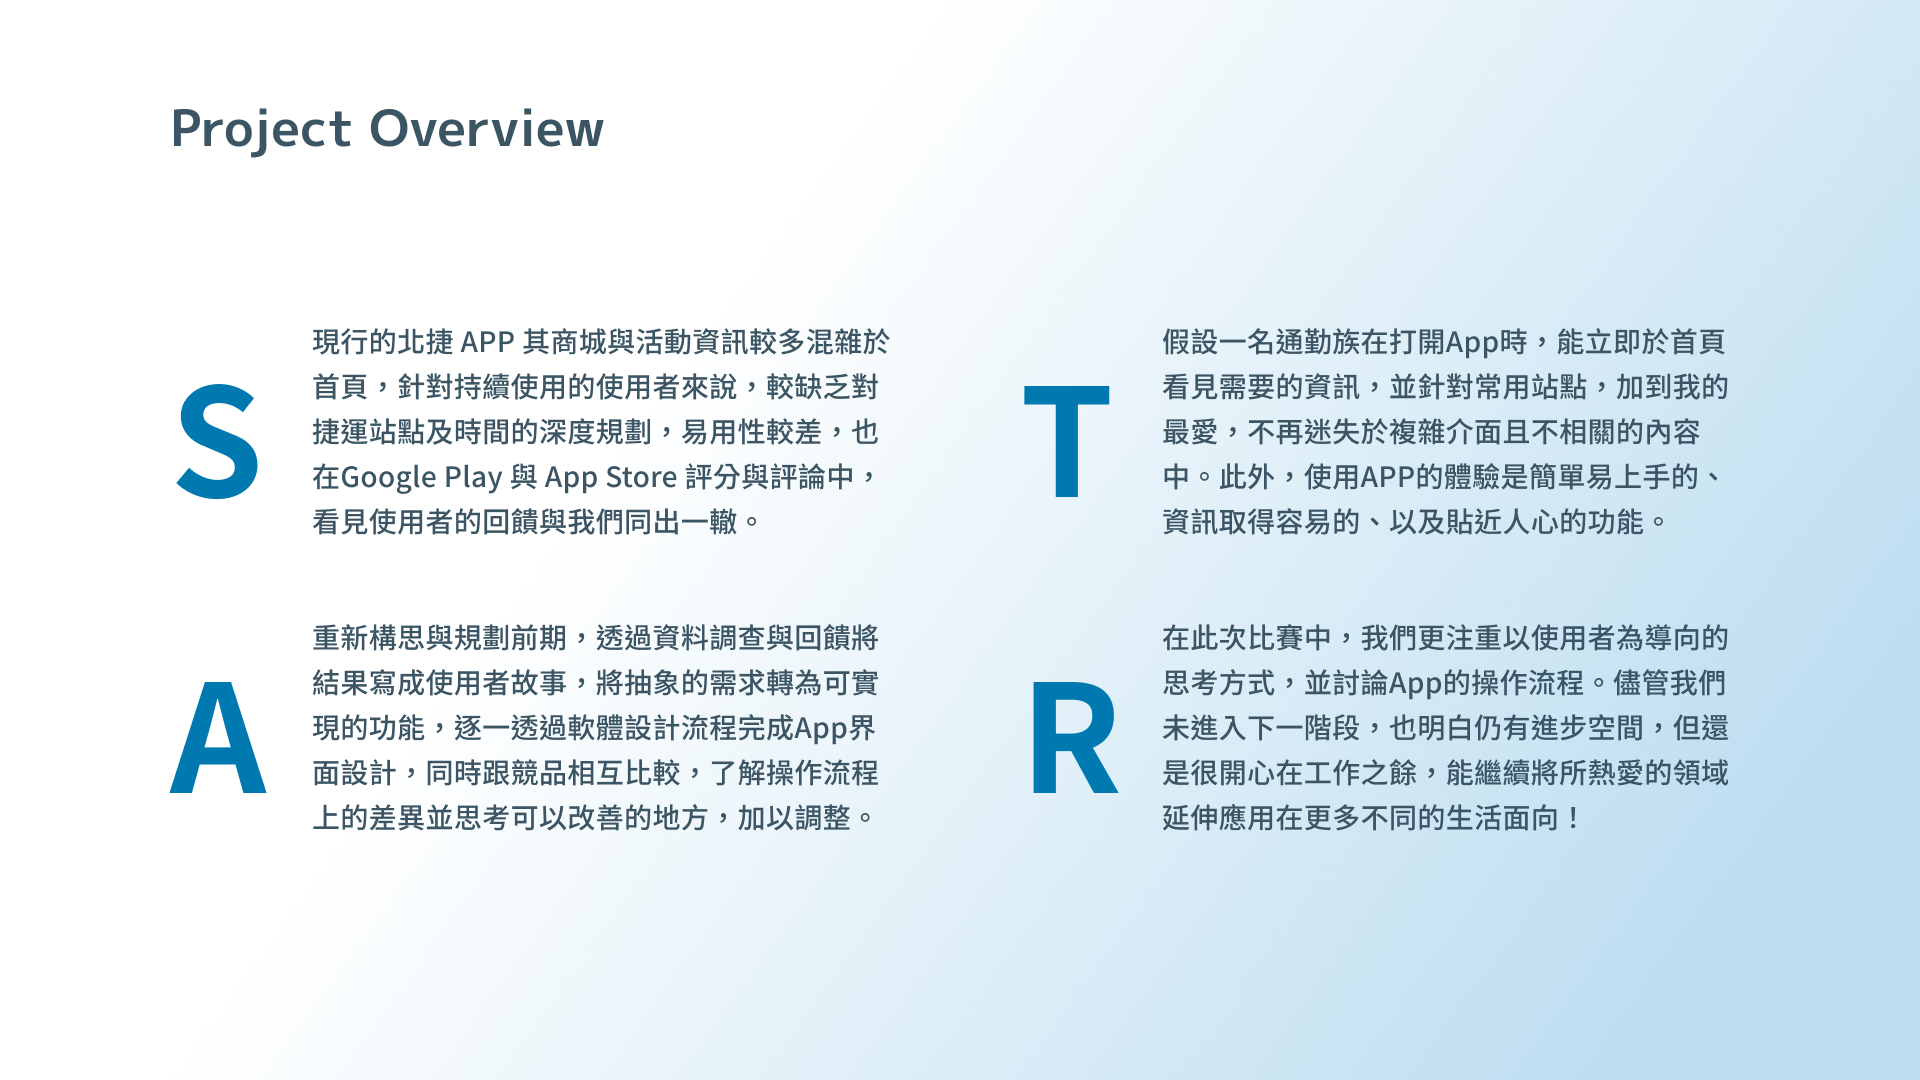 Project Overview
S
現行的北捷 APP 其商城與活動資訊較多混雜於
首頁，針對持續使用的使用者來說，較缺乏對
捷運站點及時間的深度規劃，易用性較差，也
在Google Play 與 App Store 評分與評論中，
看見使用者的回饋與我們同出一轍。
T
假設一名通勤族在打開App時，能立即於首頁
看見需要的資訊，並針對常用站點，加到我的
最愛，不再迷失於複雜介面且不相關的內容
中。此外，使用APP的體驗是簡單易上手的、
資訊取得容易的、以及貼近人心的功能。
A
重新構思與規劃前期，透過資料調查與回饋將
結果寫成使用者故事，將抽象的需求轉為可實
現的功能，逐一透過軟體設計流程完成App界
面設計，同時跟競品相互比較，了解操作流程
上的差異並思考可以改善的地方，加以調整。
R
在此次比賽中，我們更注重以使用者為導向的
思考方式，並討論App的操作流程。儘管我們
未進入下一階段，也明白仍有進步空間，但還
是很開心在工作之餘，能繼續將所熱愛的領域
延伸應用在更多不同的生活面向！